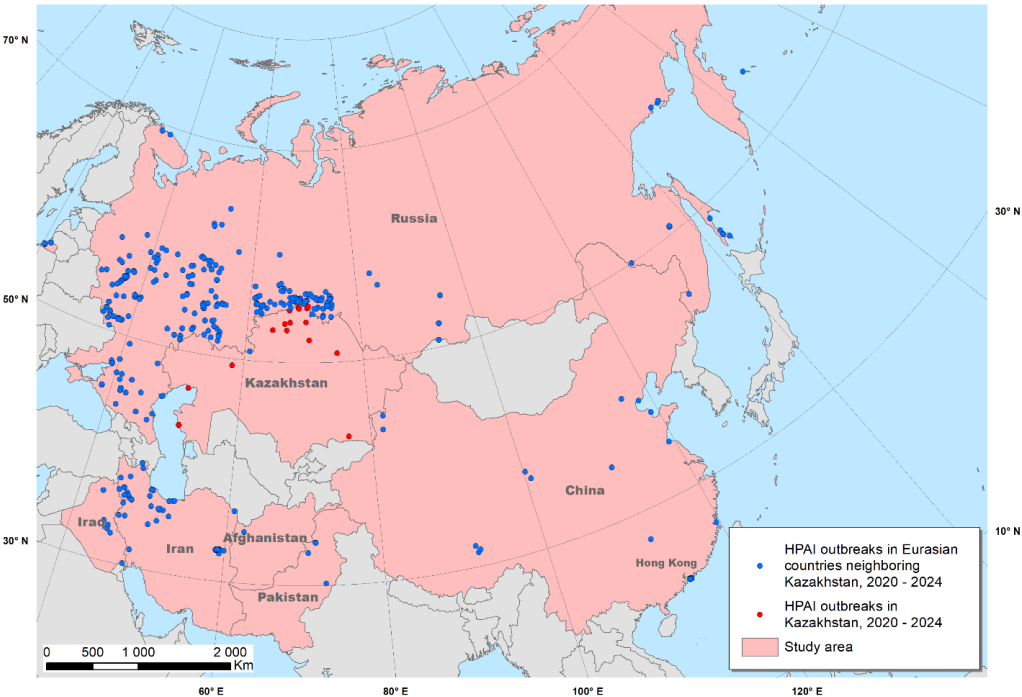 70° N
50° N
30° N
30° N
10° N
Russia
Kazakhstan
China
Iraq
Iran
Afghanistan
Pakistan
Hong Kong
HPAI outbreaks in Eurasian
countries neighboring
Kazakhstan, 2020 - 2024
HPAI outbreaks in
Kazakhstan, 2020 - 2024
Study area
0 500 1 000 2 000
Km
60° E 80° E 100° E 120° E